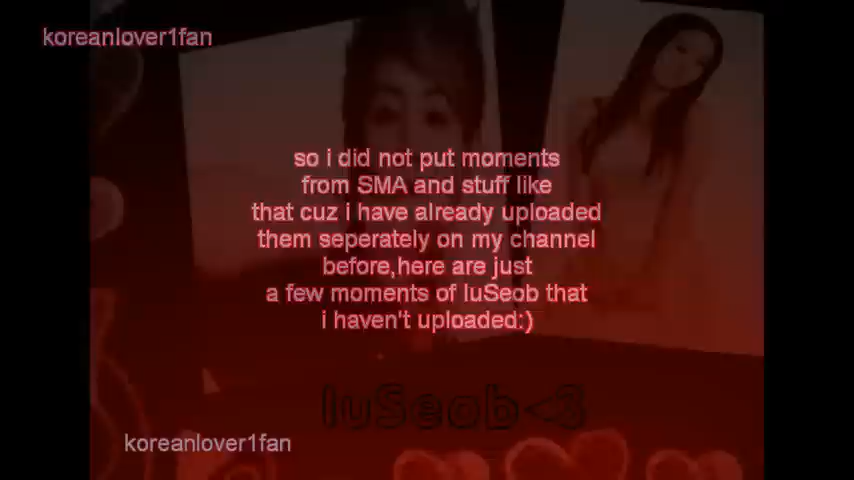 koreanlover1fan
so i did not put moments
from SMA and stuff like
that cuz i have already uploaded
them seperately on my channel
before,here are just
a few moments of IuSeob that
i haven't uploaded:)
IuSeob<3
koreanlover1fan